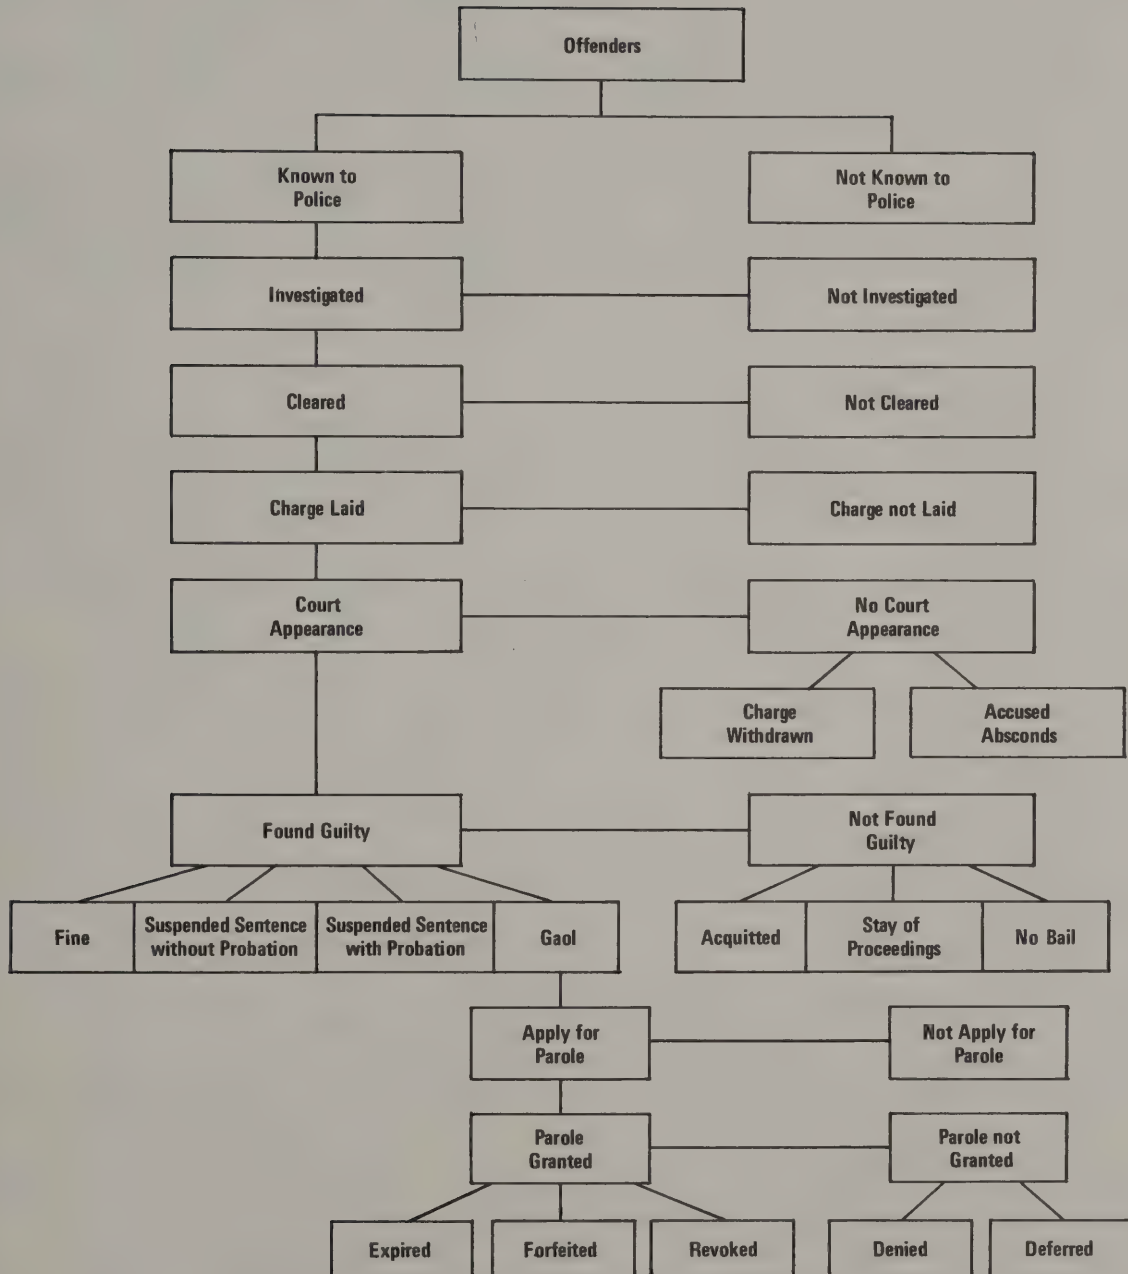 Offenders
Known to
Police
Not Known to
Police
Investigated
Not Investigated
Cleared
Not Cleared
Charge Laid
Charge not Laid
Court
Appearance
No Court
Appearance
Charge
Withdrawn
Accused
Absconds
Found Guilty
Not Found
Guilty
Fine
Suspended Sentence
without Probation
Suspended Sentence
with Probation
Gaol
Acquitted
Stay of
Proceedings
No Bail
Apply for
Parole
Not Apply for
Parole
Parole
Granted
Parole not
Granted
Expired
Forfeited
Revoked
Denied
Deferred